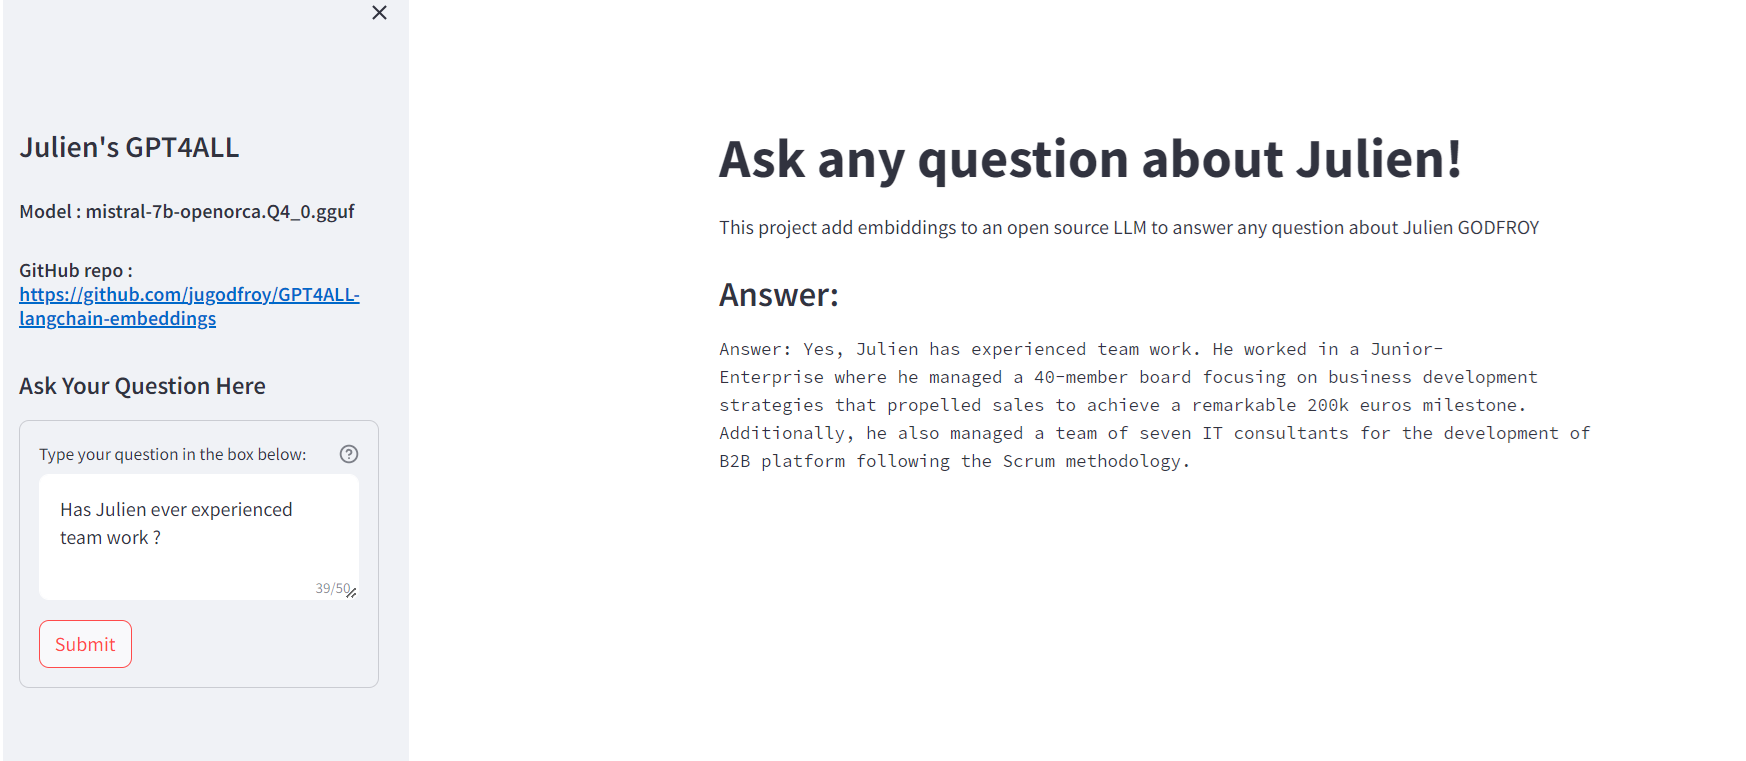 Julien's GPT4ALL
Model : mistral-7b-openorca.Q4_0.gguf
GitHub repo :
https://github.com/jugodfroy/GPT4ALL-
langchain-embeddings
Ask Your Question Here
Type your question in the box below:
Has Julien ever experienced
team work ?
39/50
Submit
Ask any question about Julien!
This project add embiddings to an open source LLM to answer any question about Julien GODFROY
Answer:
Answer: Yes, Julien has experienced team work. He worked in a Junior-
Enterprise where he managed a 40-member board focusing on business development
strategies that propelled sales to achieve a remarkable 200k euros milestone.
Additionally, he also managed a team of seven IT consultants for the development of
B2B platform following the Scrum methodology.